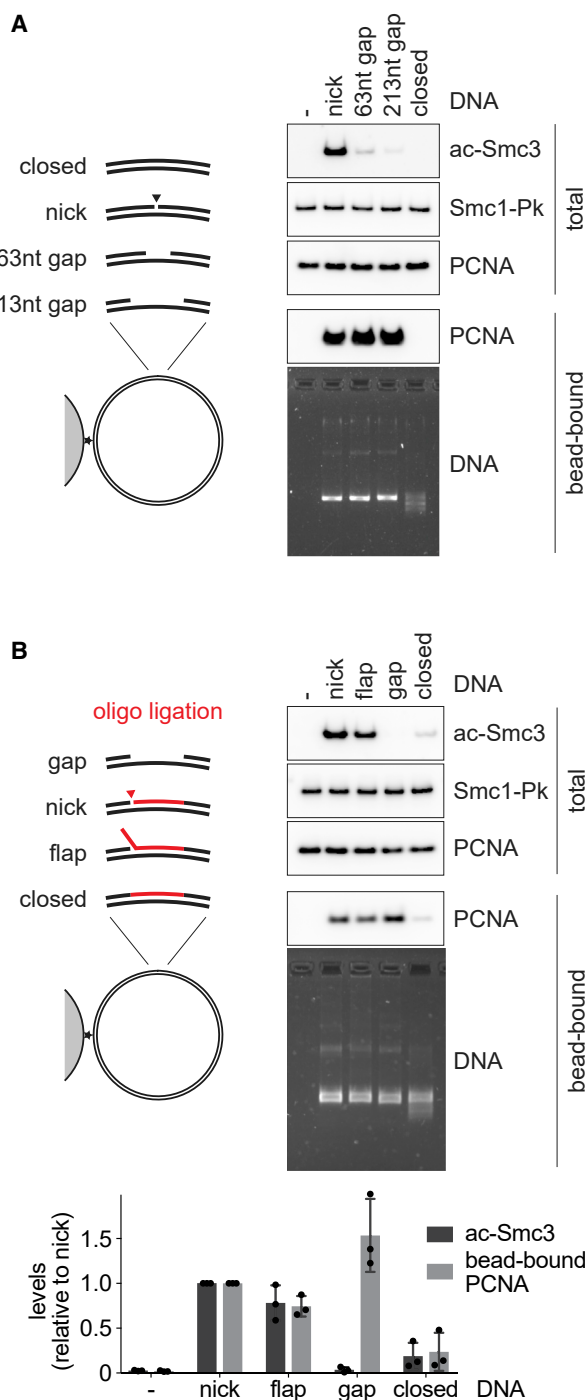 A
- nick 63nt gap 213nt gap closed DNA
closed
nick
63nt gap
13nt gap
ac-Smc3
Smc1-Pk
PCNA
total
PCNA
DNA
bead-bound
B
- nick flap gap closed DNA
oligo ligation
gap
nick
flap
closed
ac-Smc3
Smc1-Pk
PCNA
total
PCNA
DNA
bead-bound
levels
(relative to nick)
1.5
1.0
0.5
0
ac-Smc3
bead-bound
PCNA
- nick flap gap closed DNA